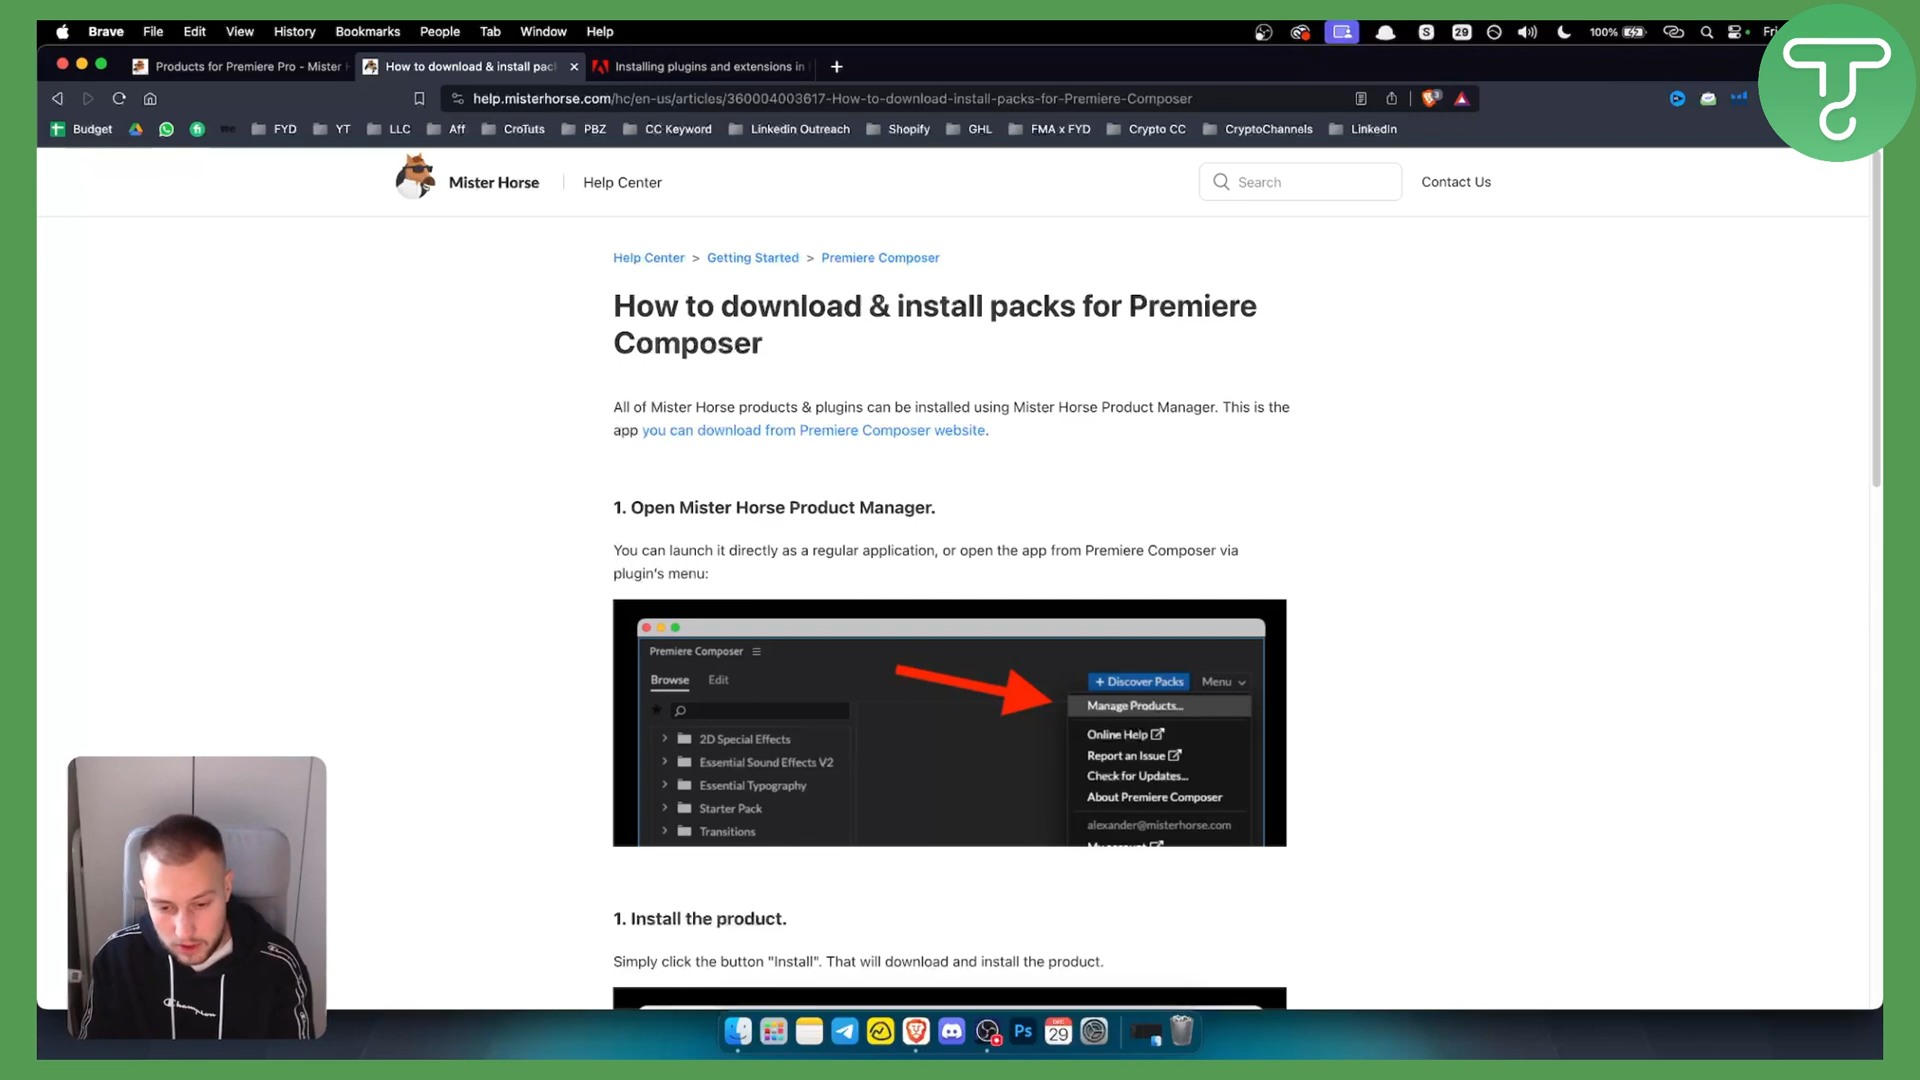 Brave File Edit View History Bookmarks People Tab Window Help
S 29 100%
Products for Premiere Pro - Mister
How to download & install pac
Installing plugins and extensions in
help.misterhorse.com/hc/en-us/articles/360004003617-How-to-download-install-packs-for-Premiere-Composer
3
Budget FYD YT LLC Aff CroTuts PBZ CC Keyword Linkedin Outreach Shopify GHL FMA x FYD Crypto CC CryptoChannels LinkedIn
Mister Horse Help Center Search Contact Us
Help Center > Getting Started > Premiere Composer
How to download & install packs for Premiere
Composer
All of Mister Horse products & plugins can be installed using Mister Horse Product Manager. This is the
app you can download from Premiere Composer website.
1. Open Mister Horse Product Manager.
You can launch it directly as a regular application, or open the app from Premiere Composer via
plugin's menu:
Premiere Composer
Browse Edit + Discover Packs Menu
Manage Products...
2D Special Effects
Essential Sound Effects V2
Essential Typography
Starter Pack
Transitions
Online Help
Report an Issue
Check for Updates...
About Premiere Composer
alexander@misterhorse.com
My account
1. Install the product.
Simply click the button "Install". That will download and install the product.
Champion
Ps
29